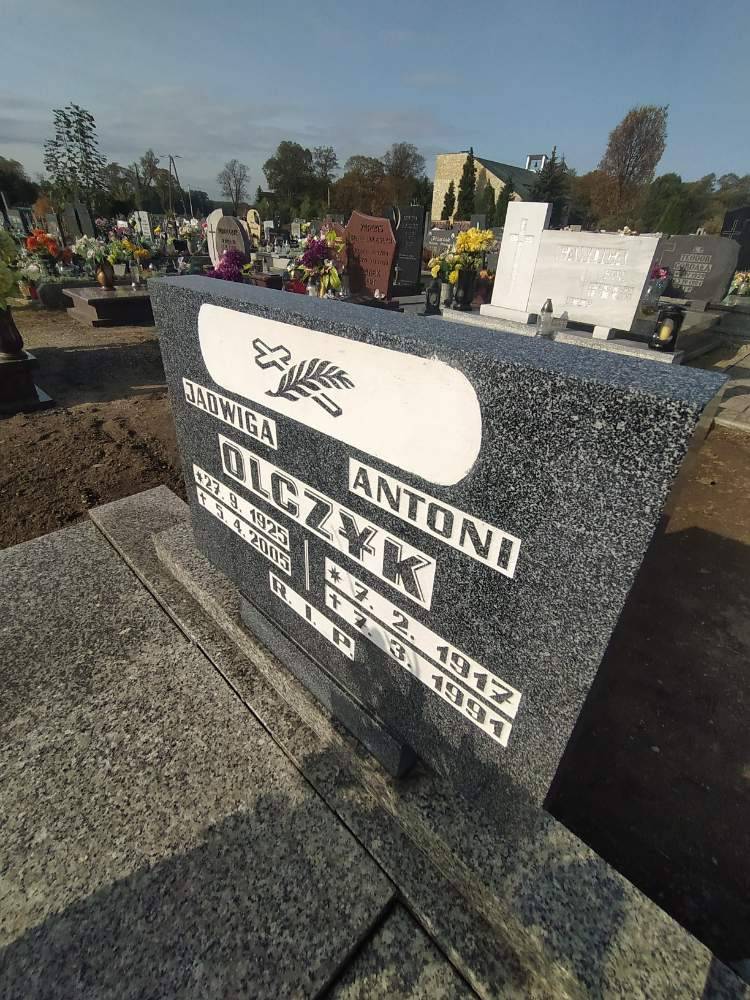 JADWIGA
ANTONI
OLCZYK
*27.9.1925
† 5.4.2005
*7.2. 1917
†7.3. 1991
R.I.P